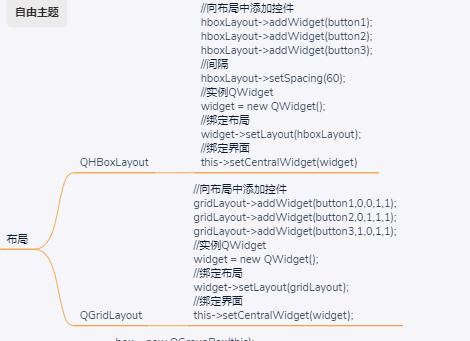 自由主题
//向布局中添加控件
hboxLayout->addWidget(button1);
hboxLayout->addWidget(button2);
hboxLayout->addWidget(button3);
//间隔
hboxLayout->setSpacing(60);
//实例QWidget
widget = new QWidget();
//绑定布局
widget->setLayout(hboxLayout);
//绑定界面
QHBoxLayout
this->setCentralWidget(widget)
//向布局中添加控件
gridLayout->addWidget(button1,0,0,1,1);
gridLayout->addWidget(button2,0,1,1,1);
gridLayout->addWidget(button3,1,0,1,1);
//实例QWidget
布局
widget = new QWidget();
//绑定布局
widget->setLayout(gridLayout);
//绑定界面
QGridLayout
this->setCentralWidget(widget);
box = new QGroupBox(this);